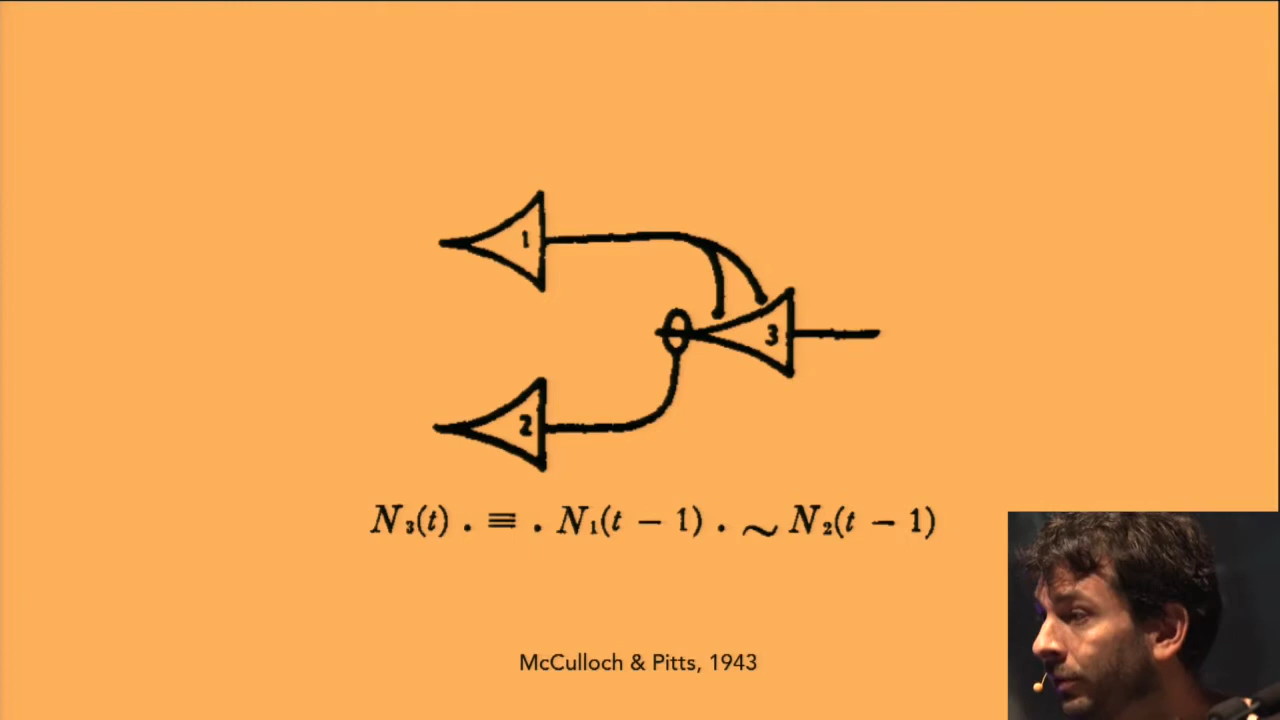 1
3
2
N₃(t) . ≡ . N₁(t − 1) . ∼ N₂(t − 1)
McCulloch & Pitts, 1943